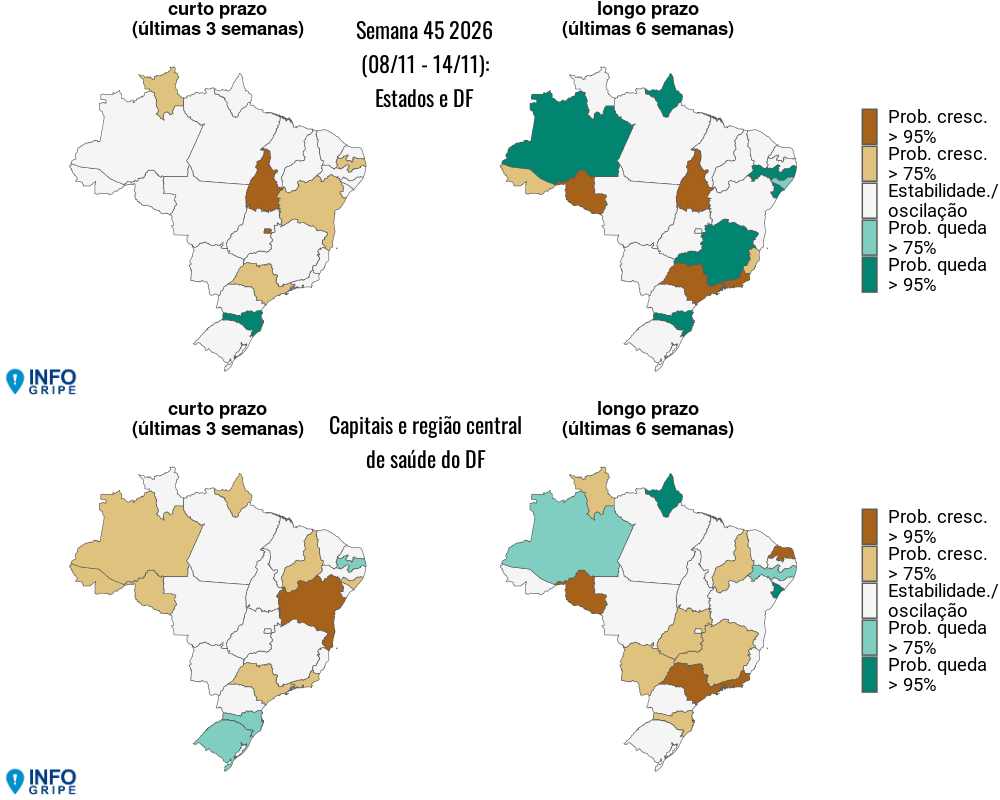 curto prazo
(últimas 3 semanas)
Semana 45 2026
(08/11 - 14/11):
Estados e DF
longo prazo
(últimas 6 semanas)
Prob. cresc.
> 95%
Prob. cresc.
> 75%
Estabilidade./
oscilação
Prob. queda
> 75%
Prob. queda
> 95%
INFO
GRIPE
curto prazo
(últimas 3 semanas)
Capitais e região central
de saúde do DF
longo prazo
(últimas 6 semanas)
Prob. cresc.
> 95%
Prob. cresc.
> 75%
Estabilidade./
oscilação
Prob. queda
> 75%
Prob. queda
> 95%
INFO
GRIPE